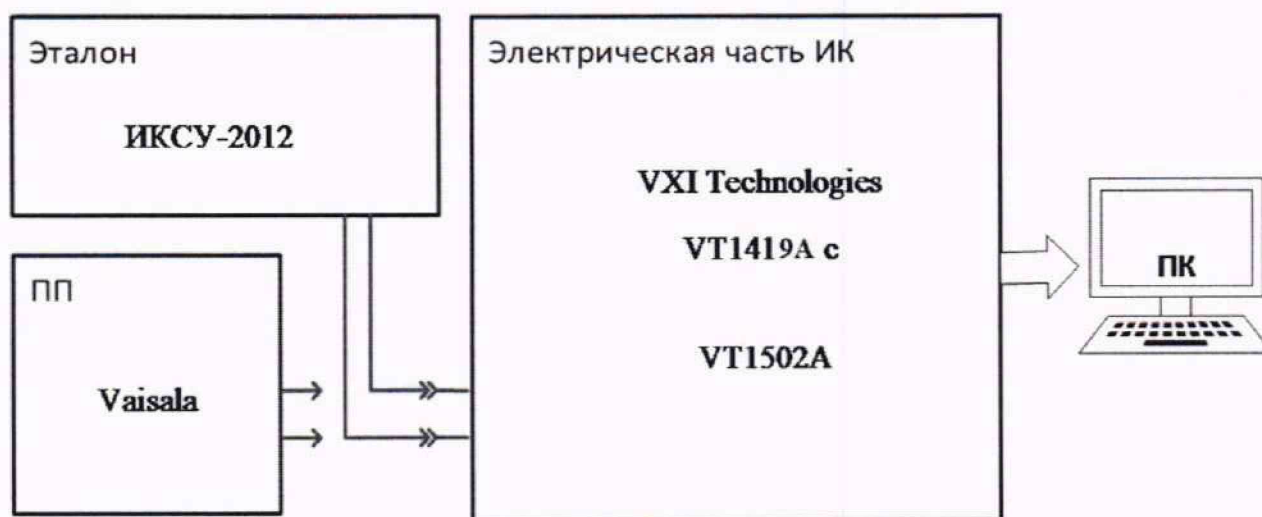 Эталон
ИКСУ-2012
ПП
Vaisala
Электрическая часть ИК
VXI Technologies
VT1419A с
VT1502A
ПК